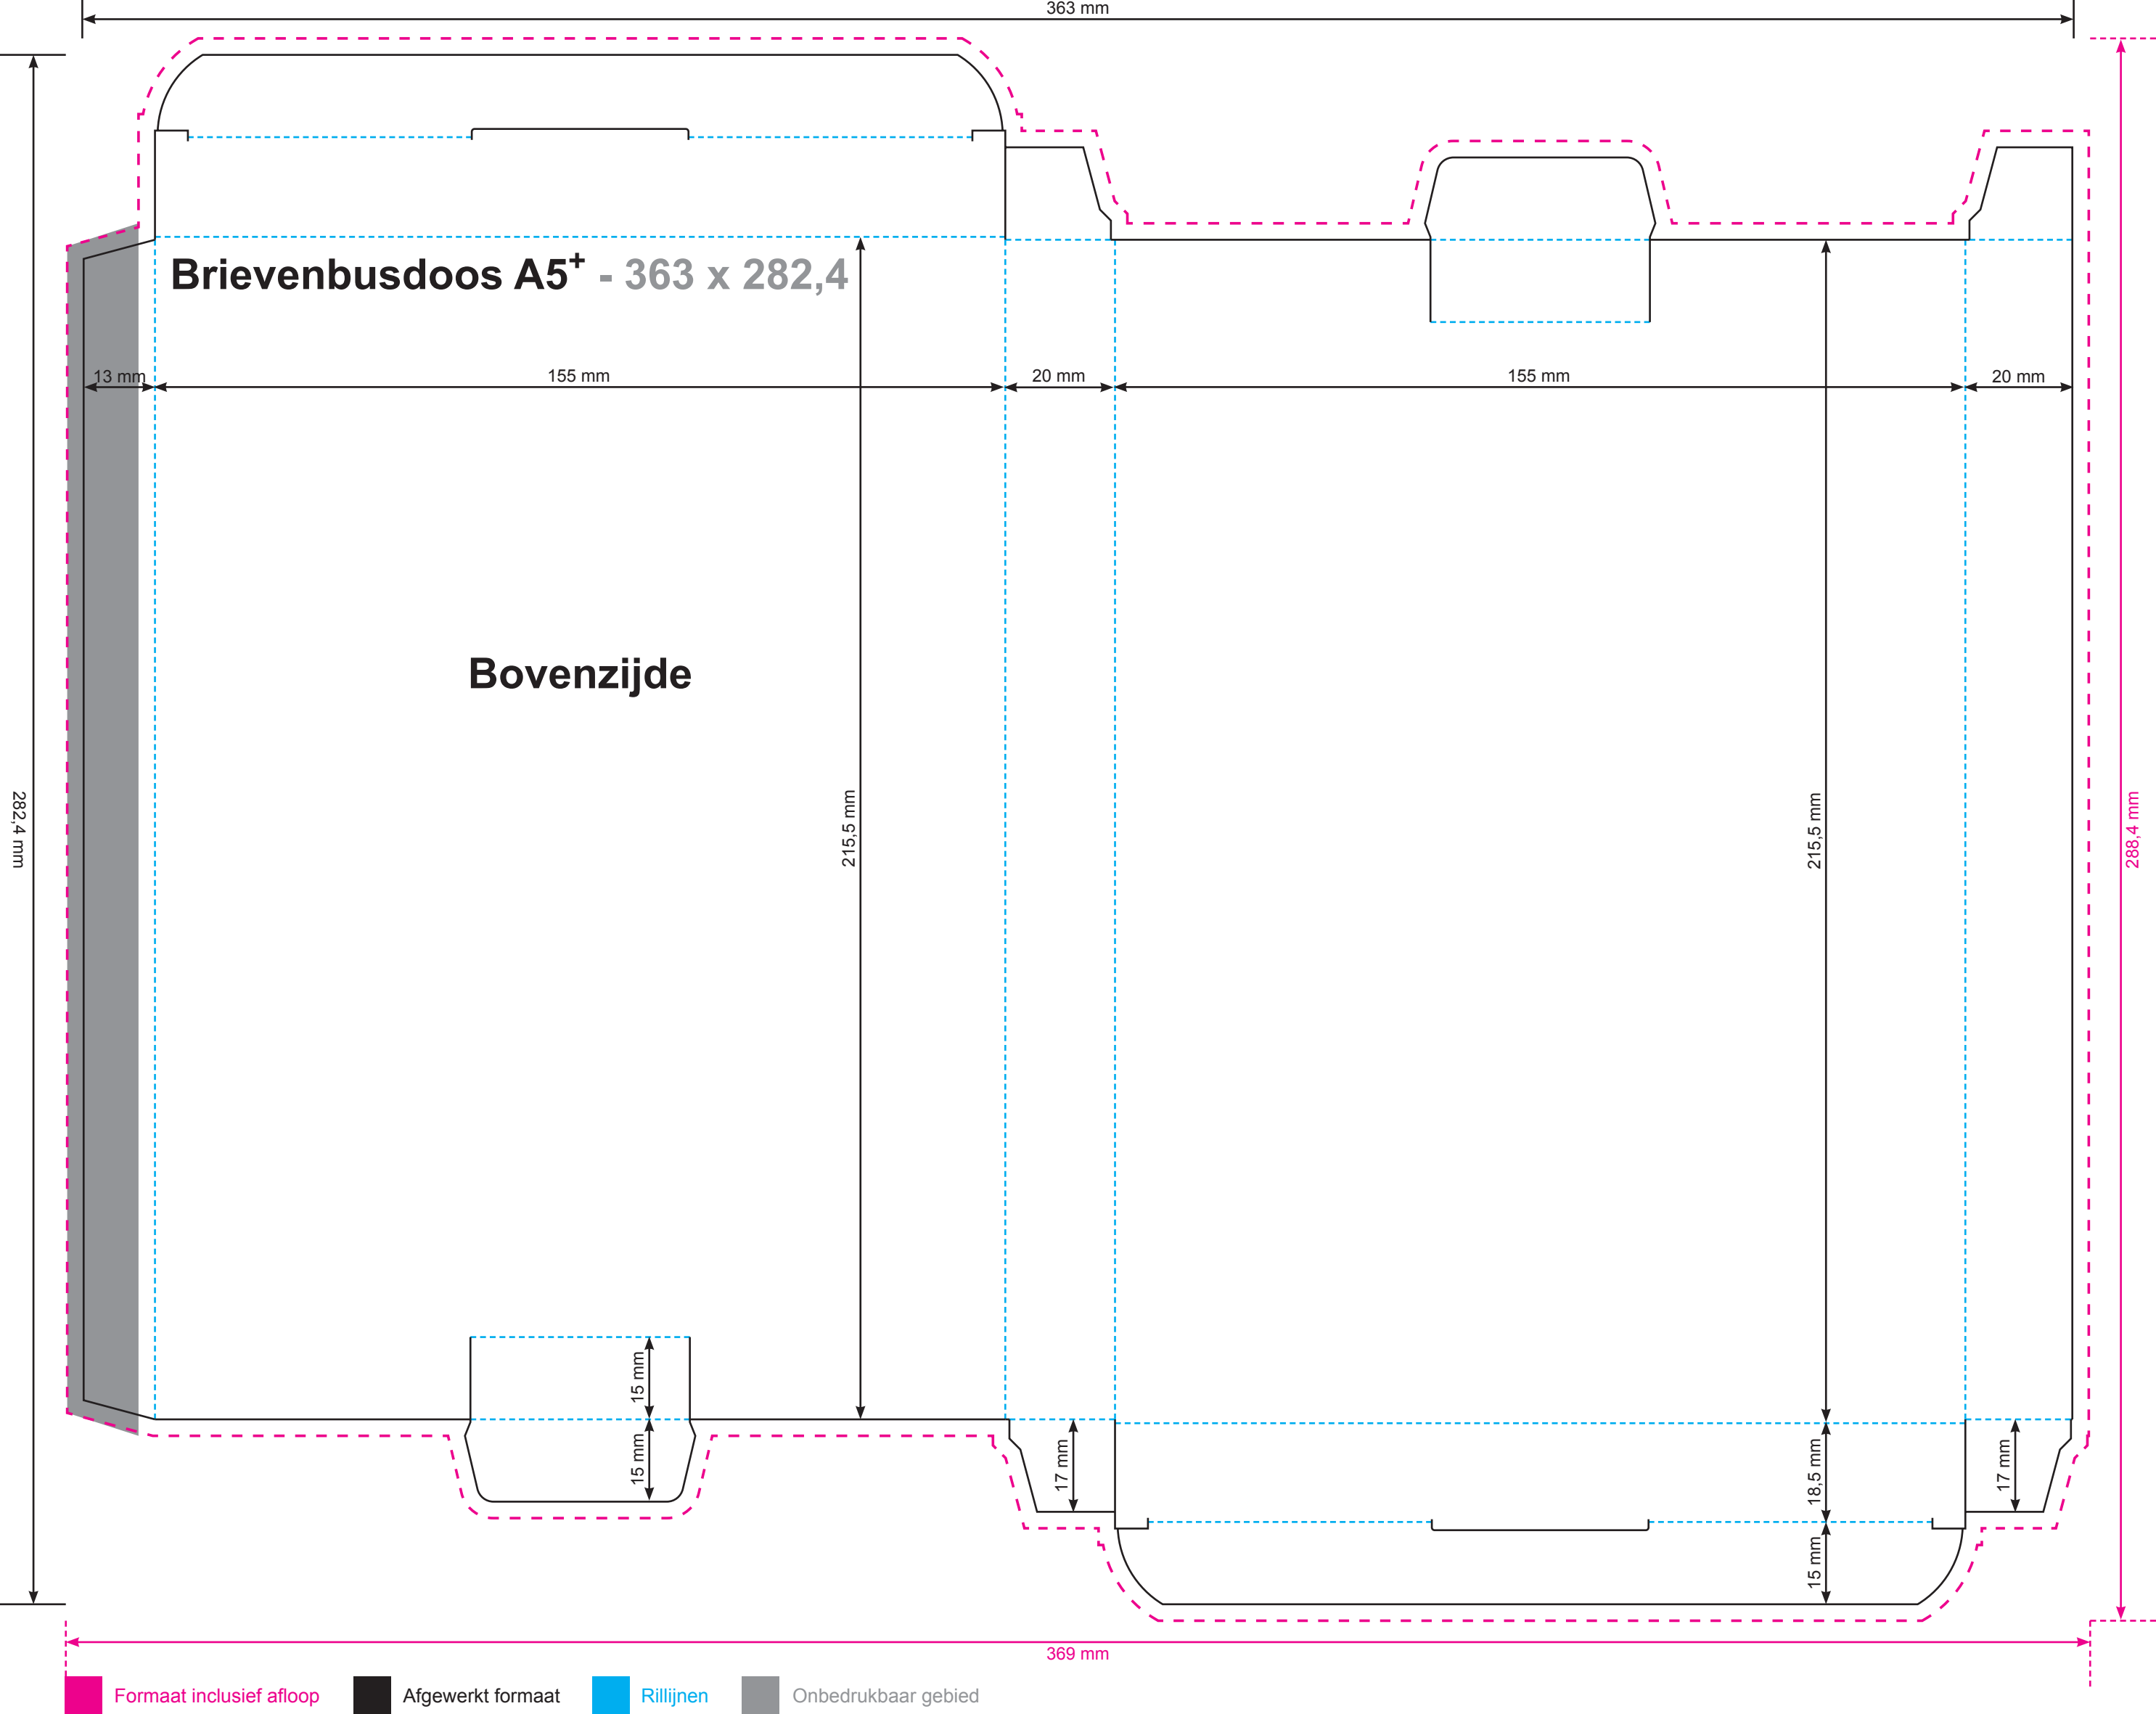 363 mm
Brievenbusdoos A5+ - 363 x 282,4
13 mm
155 mm
20 mm
155 mm
20 mm
Bovenzijde
282,4 mm
215,5 mm
215,5 mm
288,4 mm
15 mm
15 mm
17 mm
18,5 mm
17 mm
15 mm
369 mm
Formaat inclusief afloop
Afgewerkt formaat
Rillijnen
Onbedrukbaar gebied